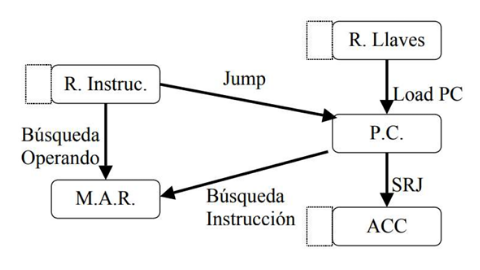 R. Llaves
R. Instruc.
Jump
Load PC
Búsqueda
Operando
P.C.
M.A.R.
Búsqueda
Instrucción
SRJ
ACC